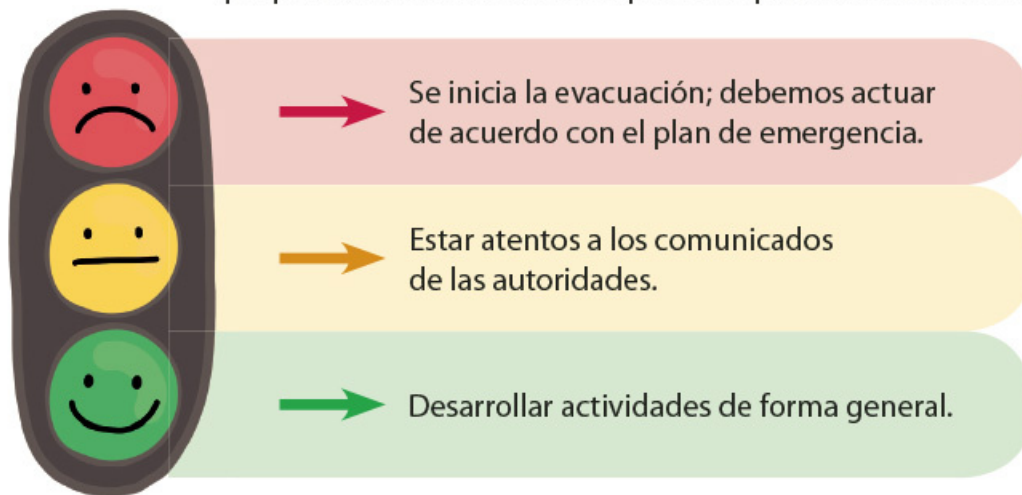 Se inicia la evacuación; debemos actuar
de acuerdo con el plan de emergencia.
Estar atentos a los comunicados
de las autoridades.
Desarrollar actividades de forma general.